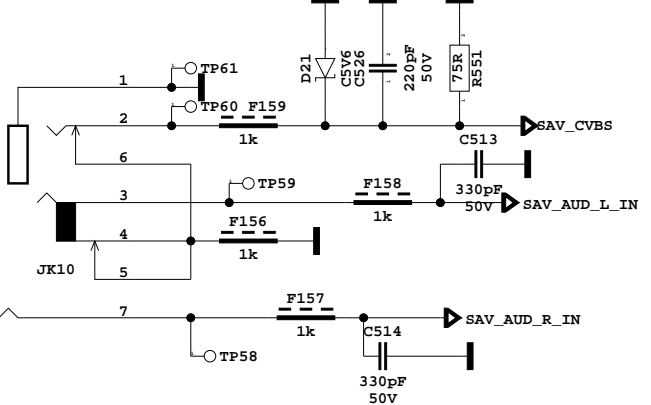 D21
C5V6
C526
220pF
50V
75R
R551
1
TP61
2
TP60
F159
1k
SAV_CVBS
C513
330pF
50V
6
TP59
3
F158
1k
SAV_AUD_L_IN
F156
4
1k
5
JK10
7
F157
1k
SAV_AUD_R_IN
C514
330pF
50V
TP58